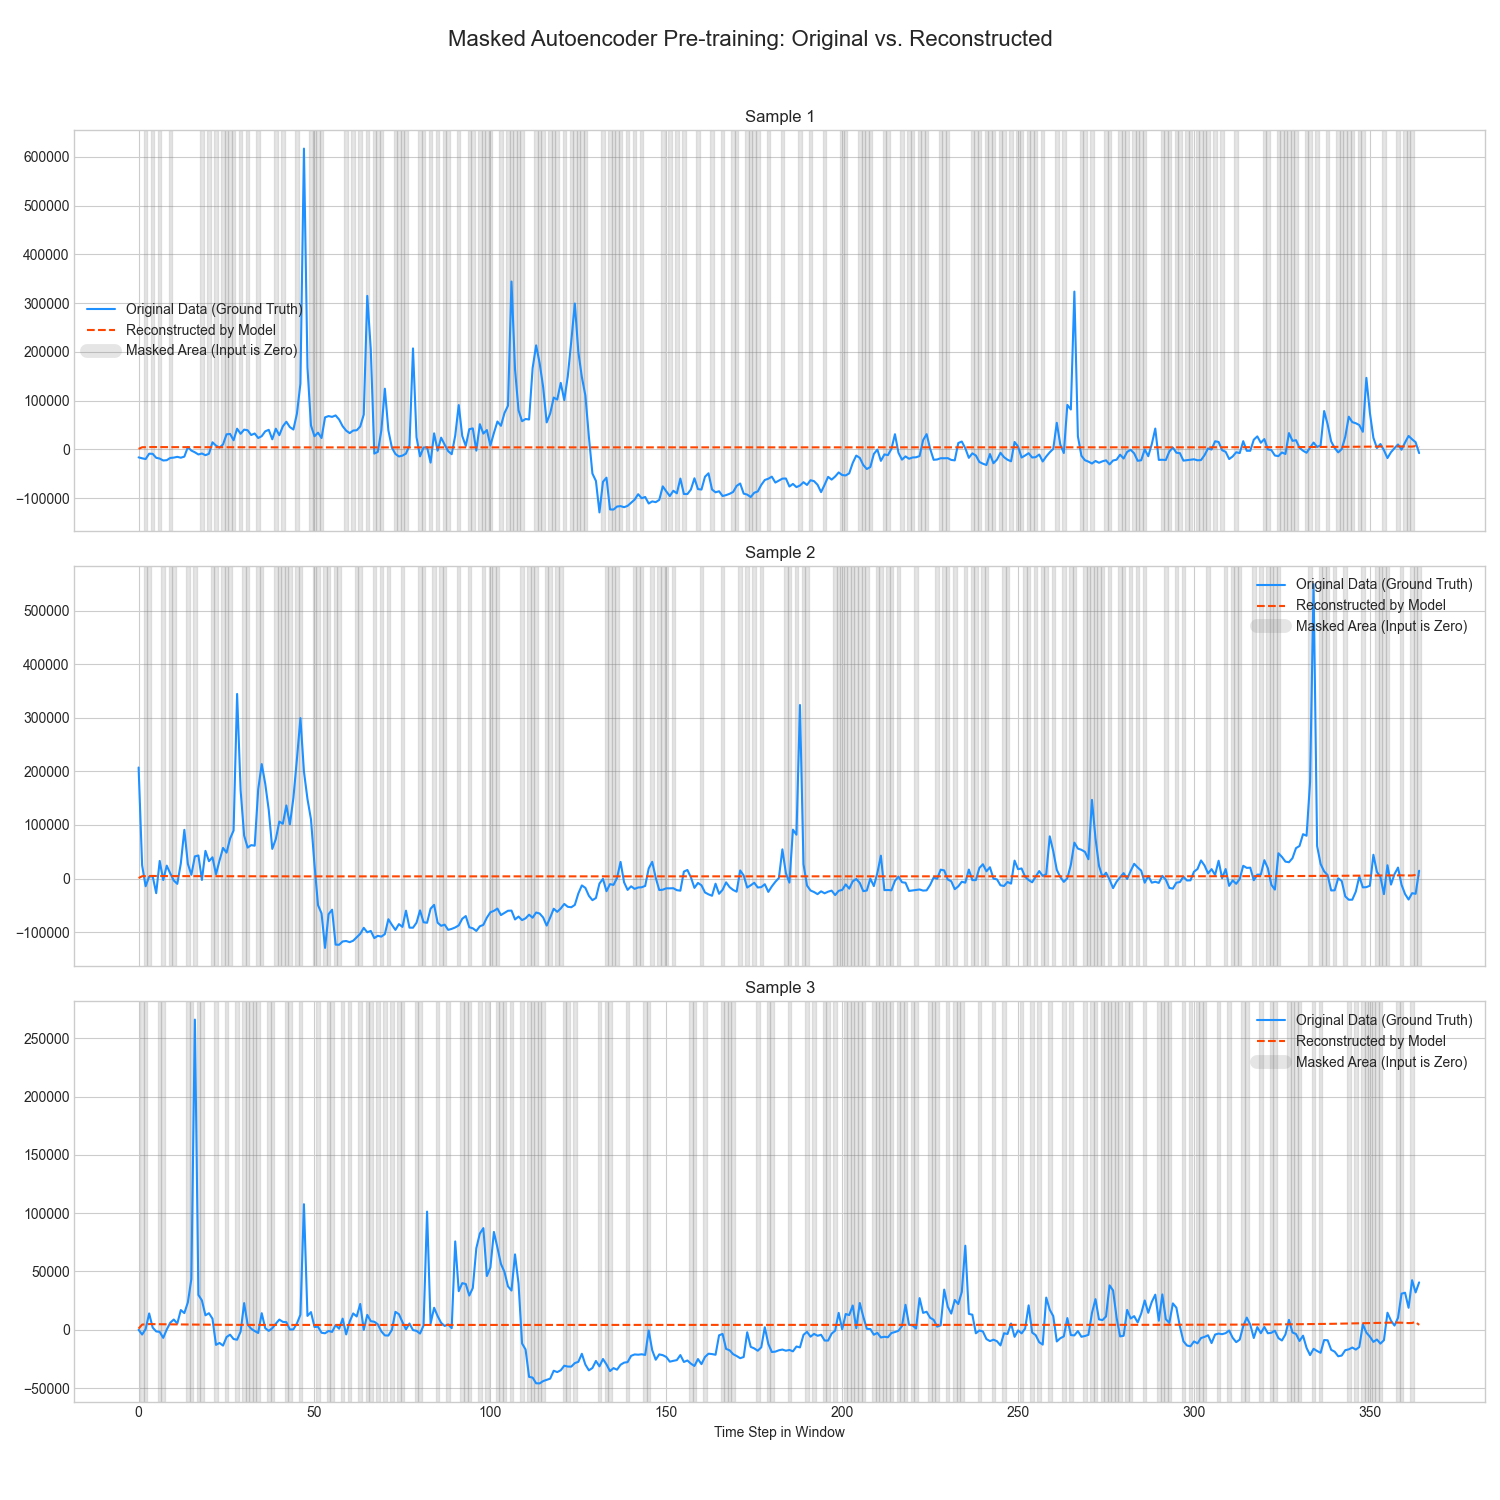 Masked Autoencoder Pre-training: Original vs. Reconstructed
Sample 1
600000
500000
400000
300000
200000
100000
0
−100000
Original Data (Ground Truth)
Reconstructed by Model
Masked Area (Input is Zero)
Sample 2
500000
400000
300000
200000
100000
0
−100000
Original Data (Ground Truth)
Reconstructed by Model
Masked Area (Input is Zero)
Sample 3
250000
200000
150000
100000
50000
0
−50000
Original Data (Ground Truth)
Reconstructed by Model
Masked Area (Input is Zero)
0 50 100 150 200 250 300 350
Time Step in Window